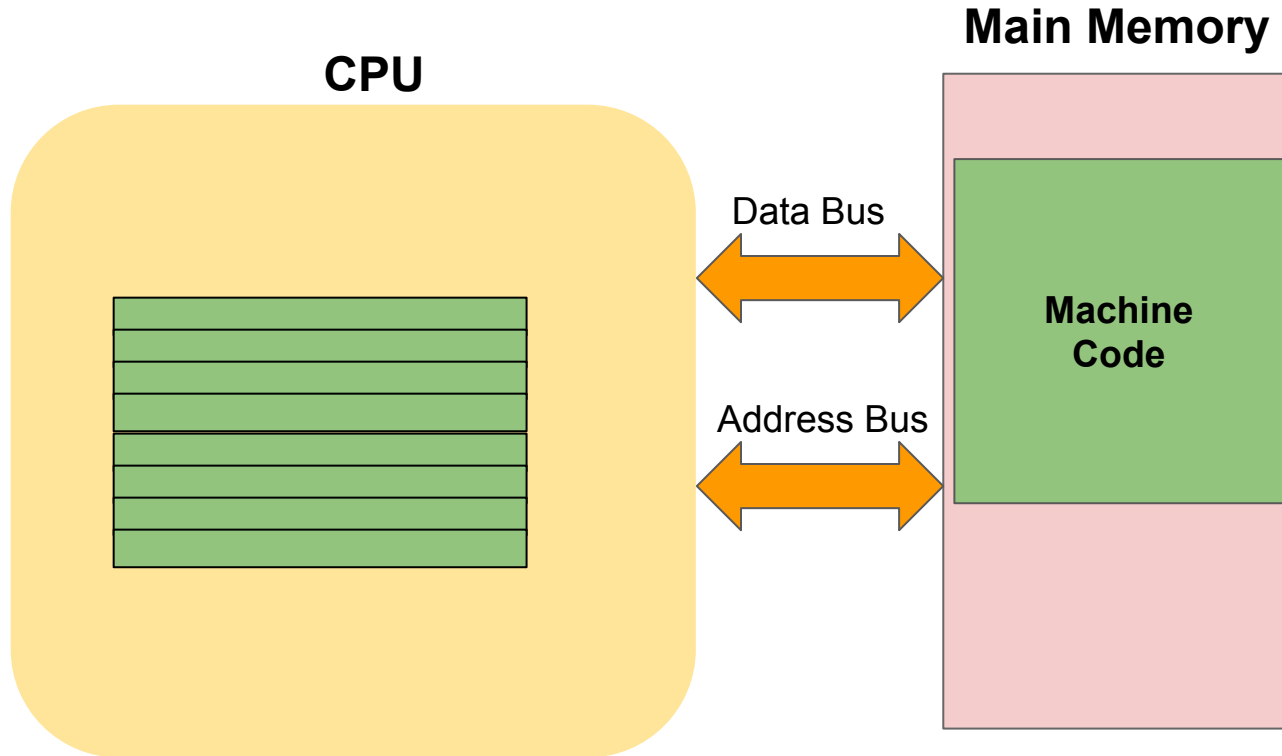 CPU
Main Memory
Data Bus
Address Bus
Machine
Code